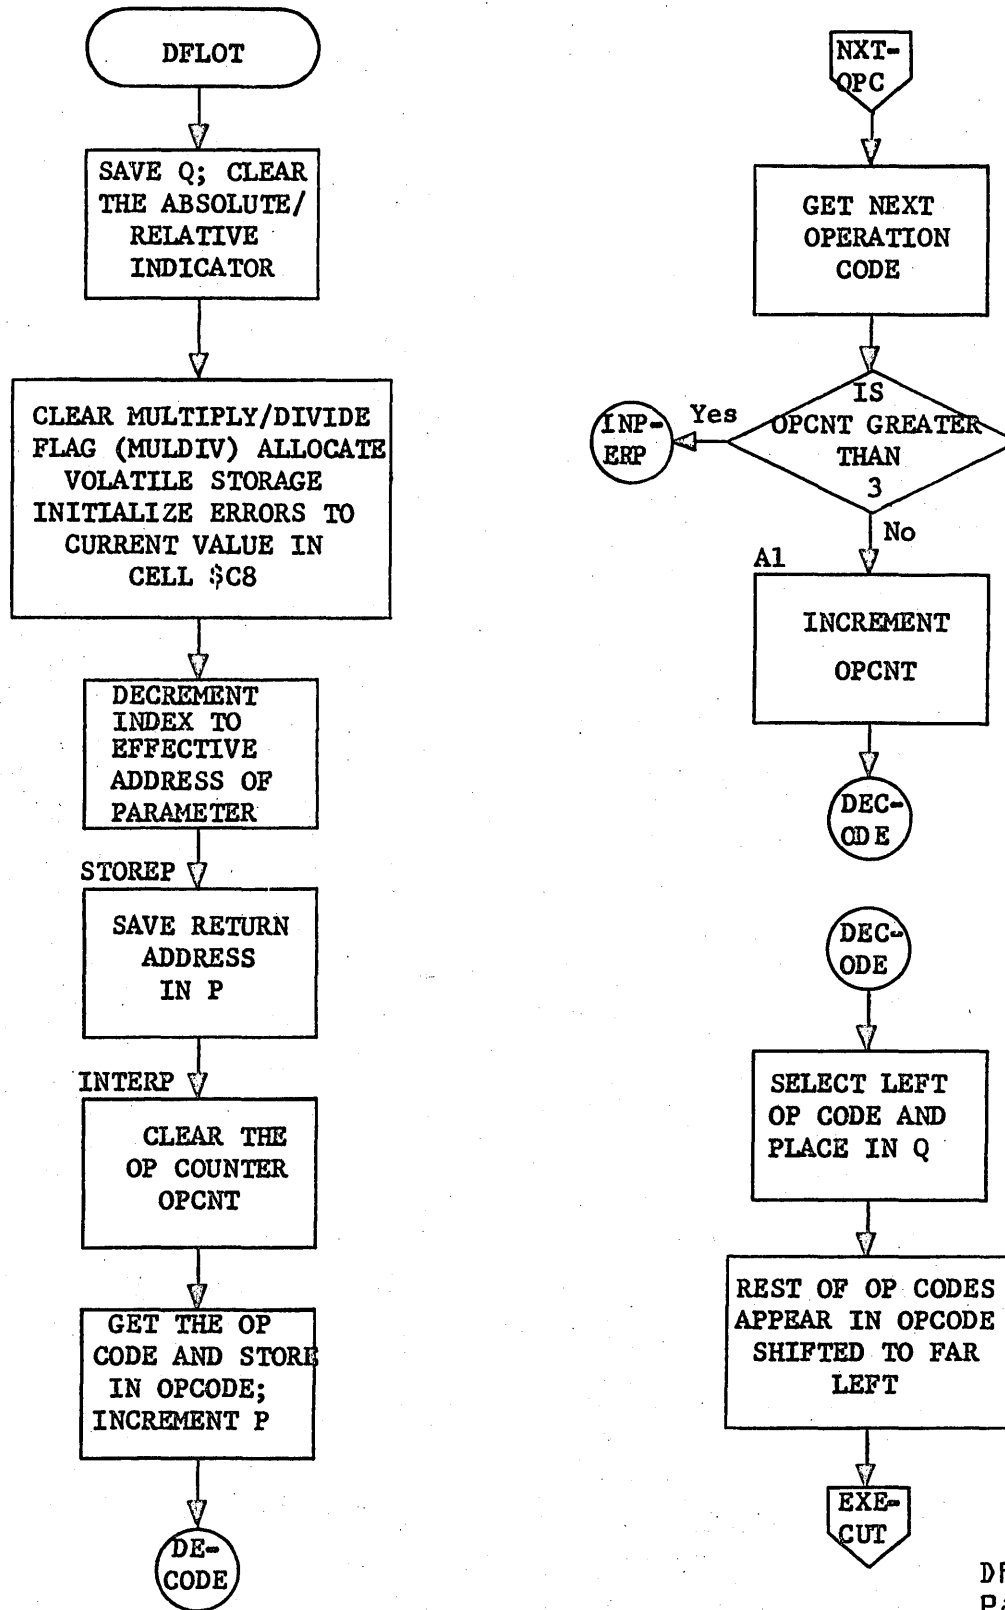 DFLOT
SAVE Q; CLEAR
THE ABSOLUTE/
RELATIVE
INDICATOR
CLEAR MULTIPLY/DIVIDE
FLAG (MULDIV) ALLOCATE
VOLATILE STORAGE
INITIALIZE ERRORS TO
CURRENT VALUE IN
CELL $C8
DECREMENT
INDEX TO
EFFECTIVE
ADDRESS OF
PARAMETER
STOREP
SAVE RETURN
ADDRESS
IN P
INTERP
CLEAR THE
OP COUNTER
OPCNT
GET THE OP
CODE AND STORE
IN OPCODE;
INCREMENT P
DE-
CODE
NXT-
OPC
GET NEXT
OPERATION
CODE
IS
OPCNT GREATER
THAN
3
Yes
INP-
ERP
No
A1
INCREMENT
OPCNT
DEC-
ODE
DEC-
ODE
SELECT LEFT
OP CODE AND
PLACE IN Q
REST OF OP CODES
APPEAR IN OPCODE
SHIFTED TO FAR
LEFT
EXE-
CUT